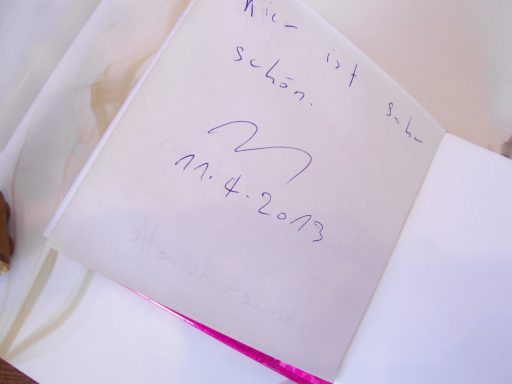 hier ist sehr
schön.
11.4.2013